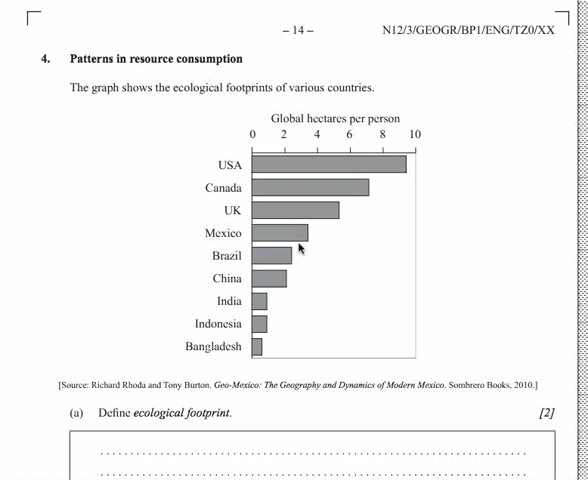 – 14 –
N12/3/GEOGR/BP1/ENG/TZ0/XX
4. Patterns in resource consumption
The graph shows the ecological footprints of various countries.
Global hectares per person
0 2 4 6 8 10
USA
Canada
UK
Mexico
Brazil
China
India
Indonesia
Bangladesh
[Source: Richard Rhoda and Tony Burton. Geo-Mexico: The Geography and Dynamics of Modern Mexico. Sombrero Books, 2010.]
(a) Define ecological footprint. [2]